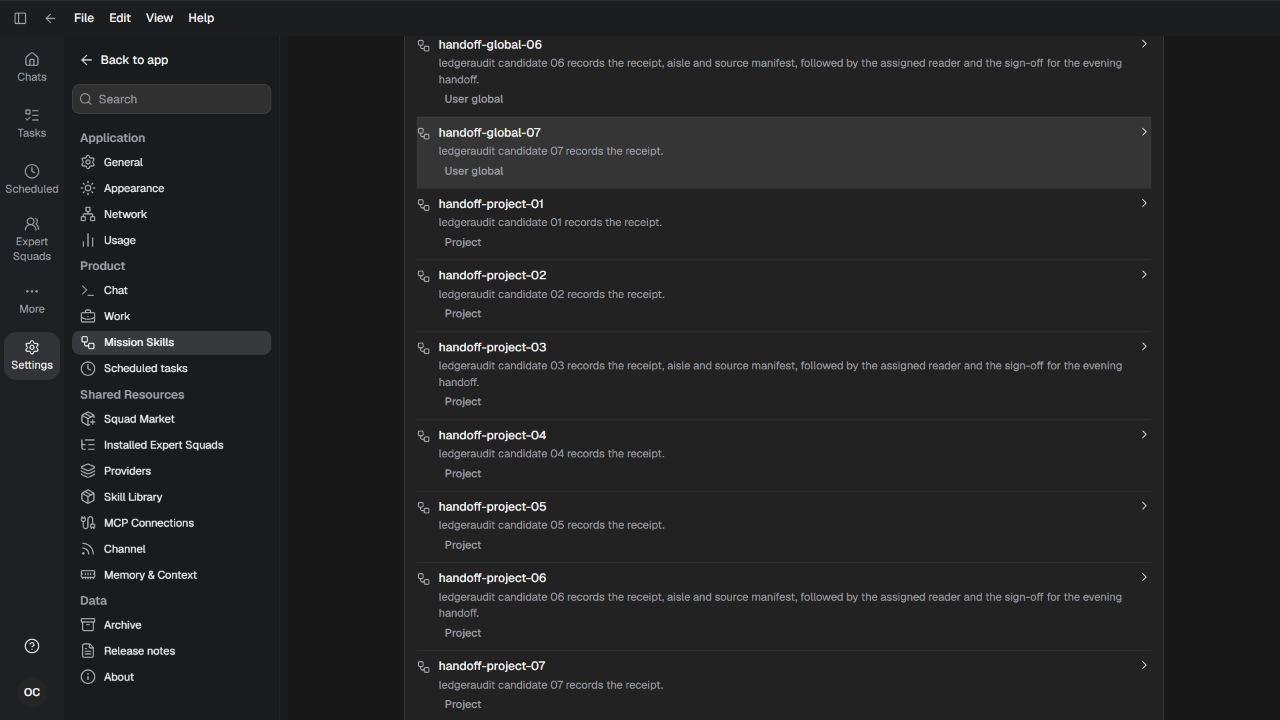 File Edit View Help
Chats
Tasks
Scheduled
Expert
Squads
More
Settings
OC
Back to app
Search
Application
General
Appearance
Network
Usage
Product
Chat
Work
Mission Skills
Scheduled tasks
Shared Resources
Squad Market
Installed Expert Squads
Providers
Skill Library
MCP Connections
Channel
Memory & Context
Data
Archive
Release notes
About
handoff-global-06
ledgeraudit candidate 06 records the receipt, aisle and source manifest, followed by the assigned reader and the sign-off for the evening
handoff.
User global
handoff-global-07
ledgeraudit candidate 07 records the receipt.
User global
handoff-project-01
ledgeraudit candidate 01 records the receipt.
Project
handoff-project-02
ledgeraudit candidate 02 records the receipt.
Project
handoff-project-03
ledgeraudit candidate 03 records the receipt, aisle and source manifest, followed by the assigned reader and the sign-off for the evening
handoff.
Project
handoff-project-04
ledgeraudit candidate 04 records the receipt.
Project
handoff-project-05
ledgeraudit candidate 05 records the receipt.
Project
handoff-project-06
ledgeraudit candidate 06 records the receipt, aisle and source manifest, followed by the assigned reader and the sign-off for the evening
handoff.
Project
handoff-project-07
ledgeraudit candidate 07 records the receipt.
Project